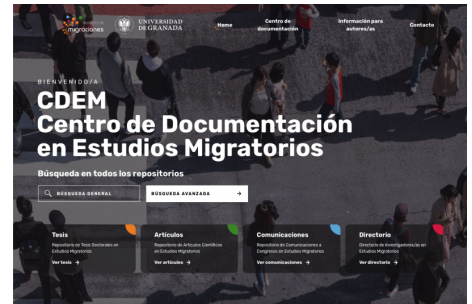 migraciones
UNIVERSIDAD
DE GRANADA
Home
Centro de
documentación
Información para
autores/as
Contacto
BIENVENIDO/A
CDEM
Centro de Documentación
en Estudios Migratorios
Búsqueda en todos los repositorios
BÚSQUEDA GENERAL
BÚSQUEDA AVANZADA →
Tesis
Repositorio de Tesis Doctorales en
Estudios Migratorios
Ver tesis →
Artículos
Repositorio de Artículos Científicos
en Estudios Migratorios
Ver artículos →
Comunicaciones
Repositorio de Comunicaciones a
Congresos en Estudios Migratorios
Ver comunicaciones →
Directorio
Directorio de investigadores/as en
Estudios Migratorios
Ver directorio →